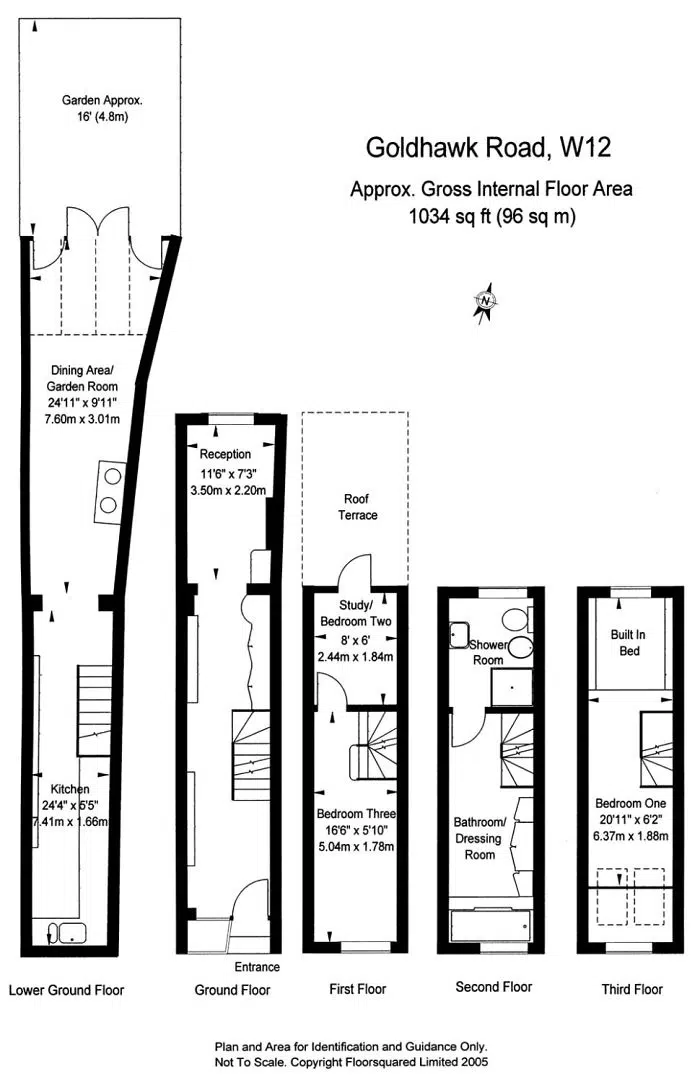 Garden Approx.
16' (4.8m)
Goldhawk Road, W12
Approx. Gross Internal Floor Area
1034 sq ft (96 sq m)
N
Dining Area/
Garden Room
24'11" x 9'11"
7.60m x 3.01m
Reception
11'6" x 7'3"
3.50m x 2.20m
Roof
Terrace
Study/
Bedroom Two
8' x 6'
2.44m x 1.84m
Shower
Room
Built In
Bed
Kitchen
24'4" x 5'5"
7.41m x 1.66m
Bedroom Three
16'6" x 5'10"
5.04m x 1.78m
Bathroom/
Dressing
Room
Bedroom One
20'11" x 6'2"
6.37m x 1.88m
Entrance
Lower Ground Floor
Ground Floor
First Floor
Second Floor
Third Floor
Plan and Area for Identification and Guidance Only.
Not To Scale. Copyright Floorsquared Limited 2005